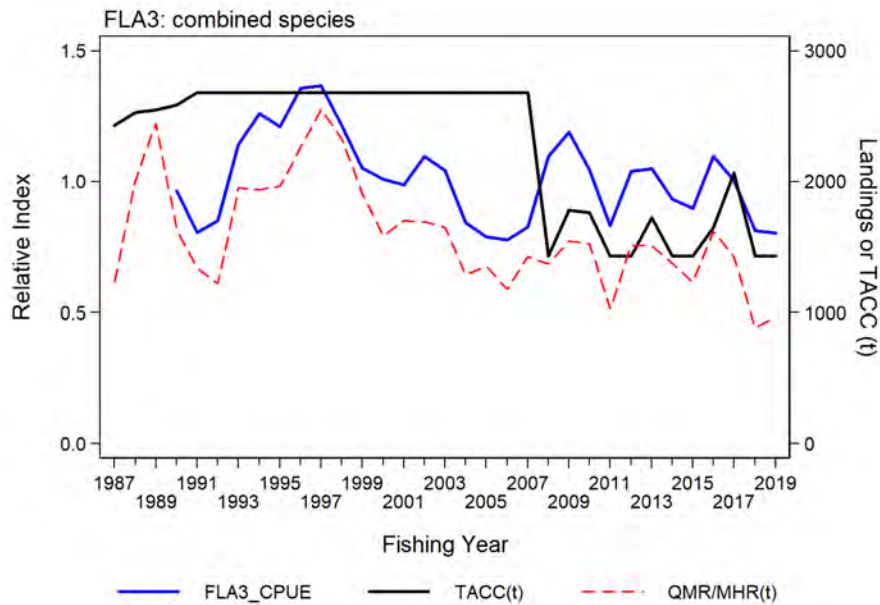 FLA3: combined species
1.5
1.0
0.5
0.0
Relative Index
3000
2000
1000
0
Landings or TACC (t)
1987 1991 1995 1999 2003 2007 2011 2015 2019
1989 1993 1997 2001 2005 2009 2013 2017
Fishing Year
FLA3_CPUE TACC(t) QMR/MHR(t)